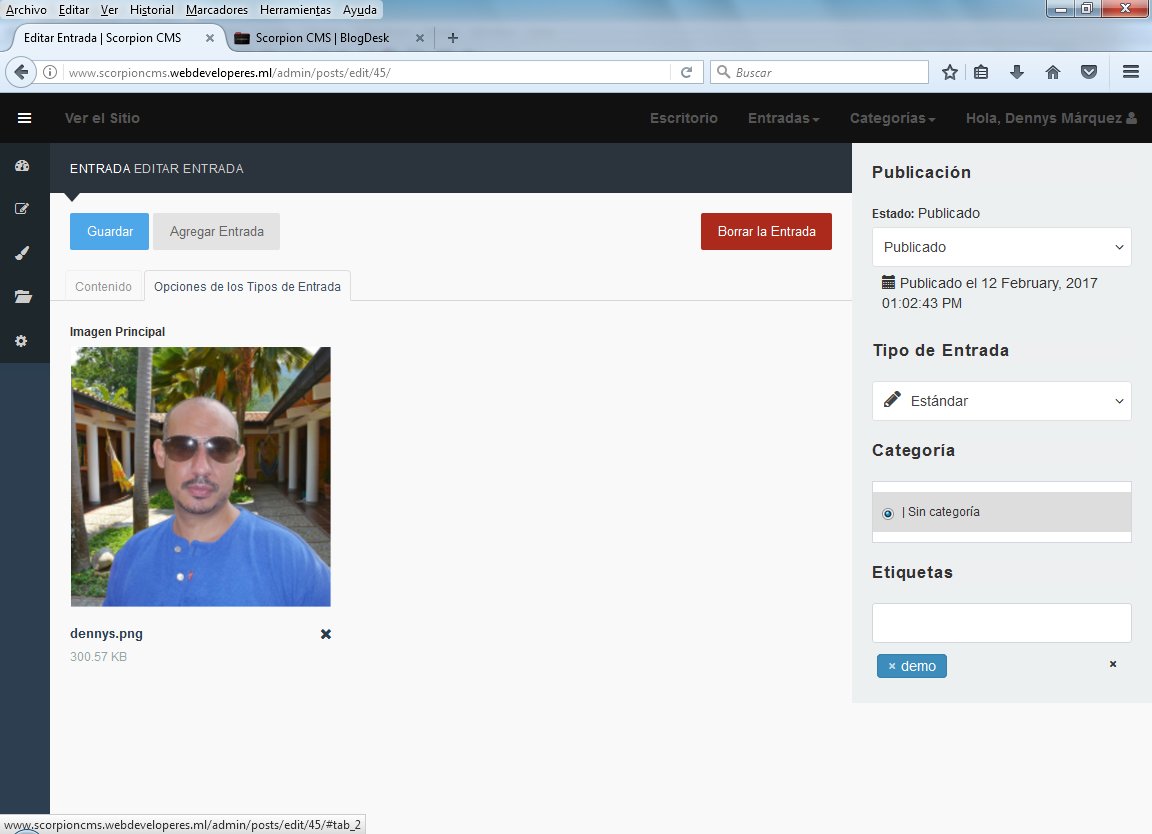 Archivo Editar Ver Historial Marcadores Herramientas Ayuda
Editar Entrada | Scorpion CMS Scorpion CMS | BlogDesk
www.scorpioncms.webdeveloperes.ml/admin/posts/edit/45/ Buscar
Ver el Sitio Escritorio Entradas Categorías Hola, Dennys Márquez
ENTRADA EDITAR ENTRADA
Guardar Agregar Entrada Borrar la Entrada
Contenido Opciones de los Tipos de Entrada
Imagen Principal
dennys.png
300.57 KB
Publicación
Estado: Publicado
Publicado
Publicado el 12 February, 2017
01:02:43 PM
Tipo de Entrada
Estándar
Categoría
| Sin categoría
Etiquetas
× demo ×
www.scorpioncms.webdeveloperes.ml/admin/posts/edit/45/#tab_2